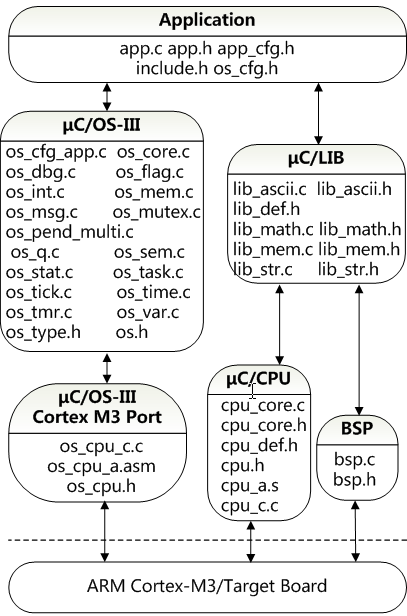 Application
app.c app.h app_cfg.h
include.h os_cfg.h
µC/OS-III
os_cfg_app.c os_core.c
os_dbg.c os_flag.c
os_int.c os_mem.c
os_msg.c os_mutex.c
os_pend_multi.c
os_q.c os_sem.c
os_stat.c os_task.c
os_tick.c os_time.c
os_tmr.c os_var.c
os_type.h os.h
µC/LIB
lib_ascii.c lib_ascii.h
lib_def.h
lib_math.c lib_math.h
lib_mem.c lib_mem.h
lib_str.c lib_str.h
µC/OS-III
Cortex M3 Port
os_cpu_c.c
os_cpu_a.asm
os_cpu.h
µC/CPU
cpu_core.c
cpu_core.h
cpu_def.h
cpu.h
cpu_a.s
cpu_c.c
BSP
bsp.c
bsp.h
ARM Cortex-M3/Target Board